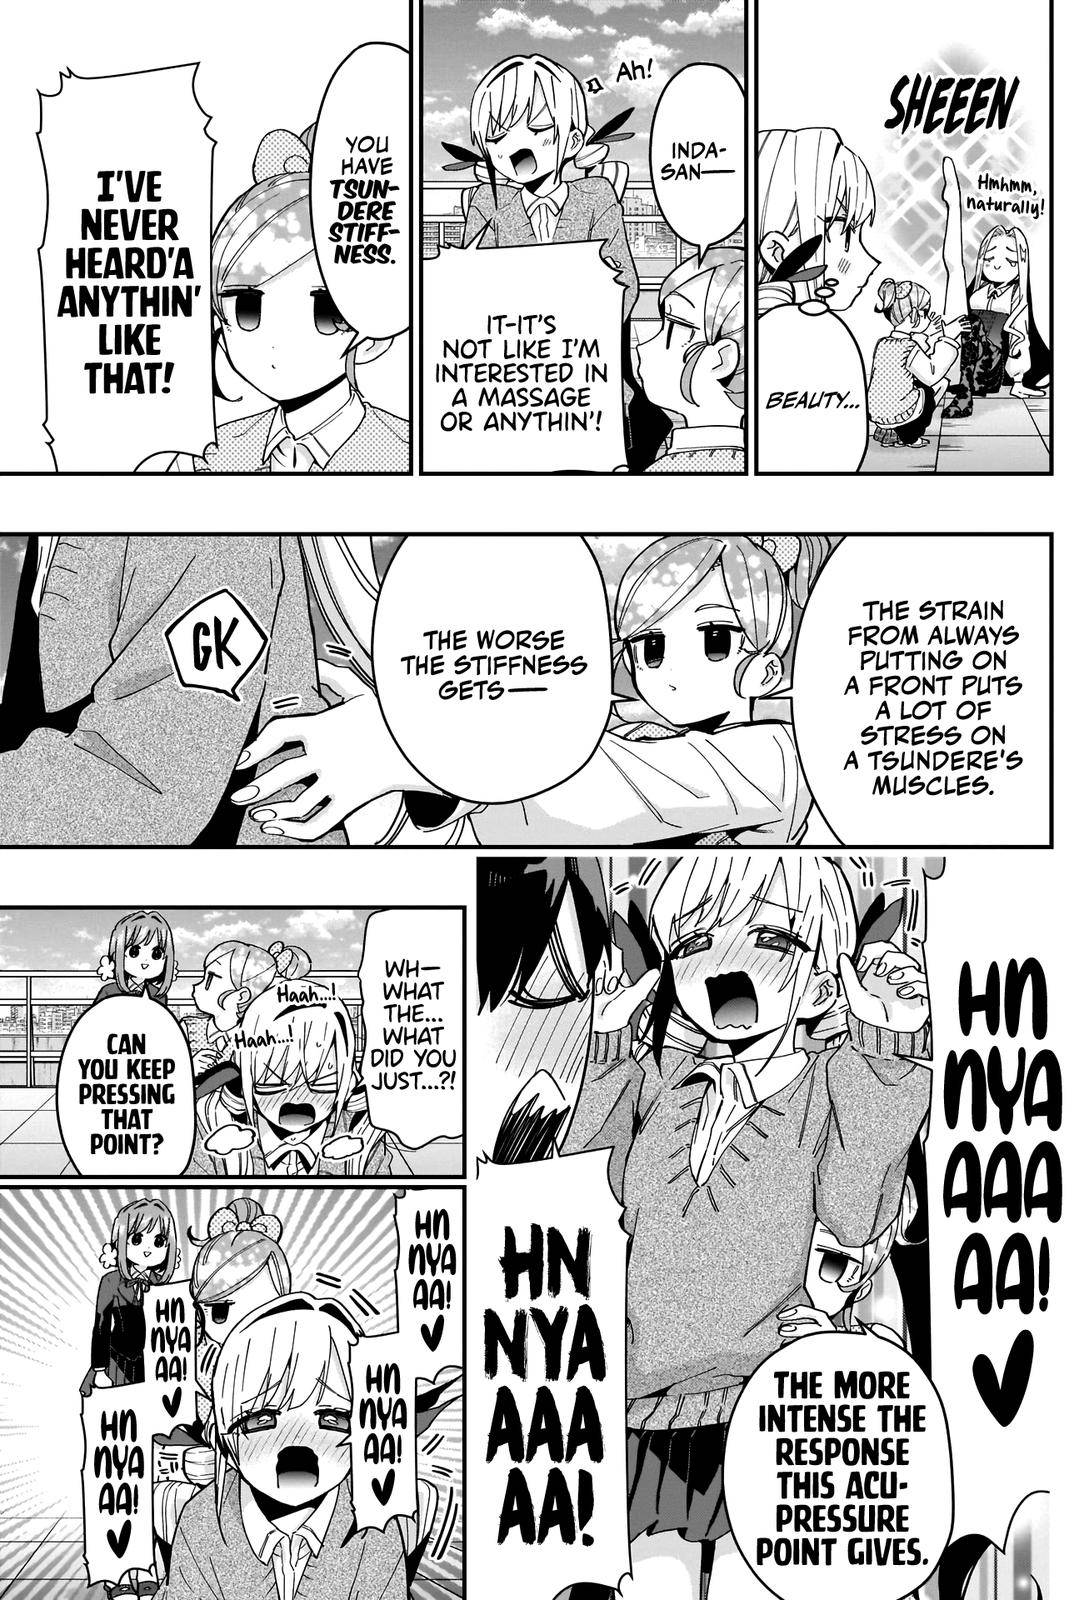 SHEEEN
Hmhmm,
naturally!
BEAUTY...
INDA-
SAN—
Ah!
IT-IT'S
NOT LIKE I'M
INTERESTED IN
A MASSAGE
OR ANYTHIN'!
YOU
HAVE
TSUN-
DERE
STIFF-
NESS.
I'VE
NEVER
HEARD'A
ANYTHIN'
LIKE
THAT!
THE STRAIN
FROM ALWAYS
PUTTING ON
A FRONT PUTS
A LOT OF
STRESS ON
A TSUNDERE'S
MUSCLES.
THE WORSE
THE STIFFNESS
GETS—
GK
HN
NYA
AAA
AA!
♥
THE MORE
INTENSE THE
RESPONSE
THIS ACU-
PRESSURE
POINT GIVES.
HN
NYA
AAA
AA!
WH—
WHAT
THE...
WHAT
DID YOU
JUST...?!
Haah...!
Haah...!
CAN
YOU KEEP
PRESSING
THAT
POINT?
HN
NYA
AA!
♥
HN
NYA
AA!
♥
HN
NYA
AA!
♥
HN
NYA
AA!
♥